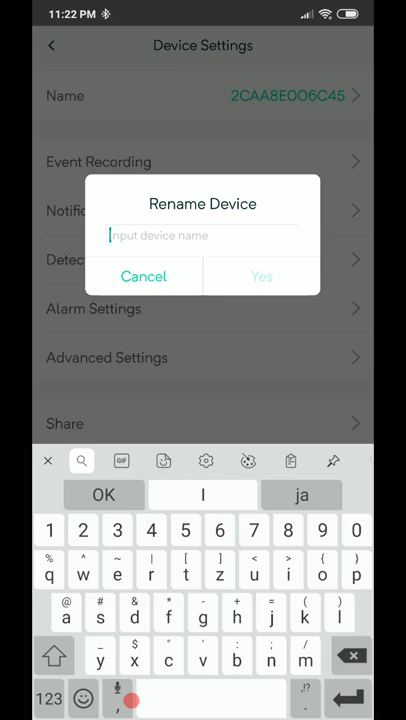 11:22 PM
Device Settings
Name 2CAA8E006C45
Event Recording
Notific
Rename Device
Input device name
Detec
Cancel Yes
Alarm Settings
Advanced Settings
Share
GIF
OK I ja
1 2 3 4 5 6 7 8 9 0
% ^ ~ | [ ] < > { }
q w e r t z u i o p
@ # & * - + = ( )
a s d f g h j k l
_ $ " ' : ; /
y x c v b n m
,!?
123 , .